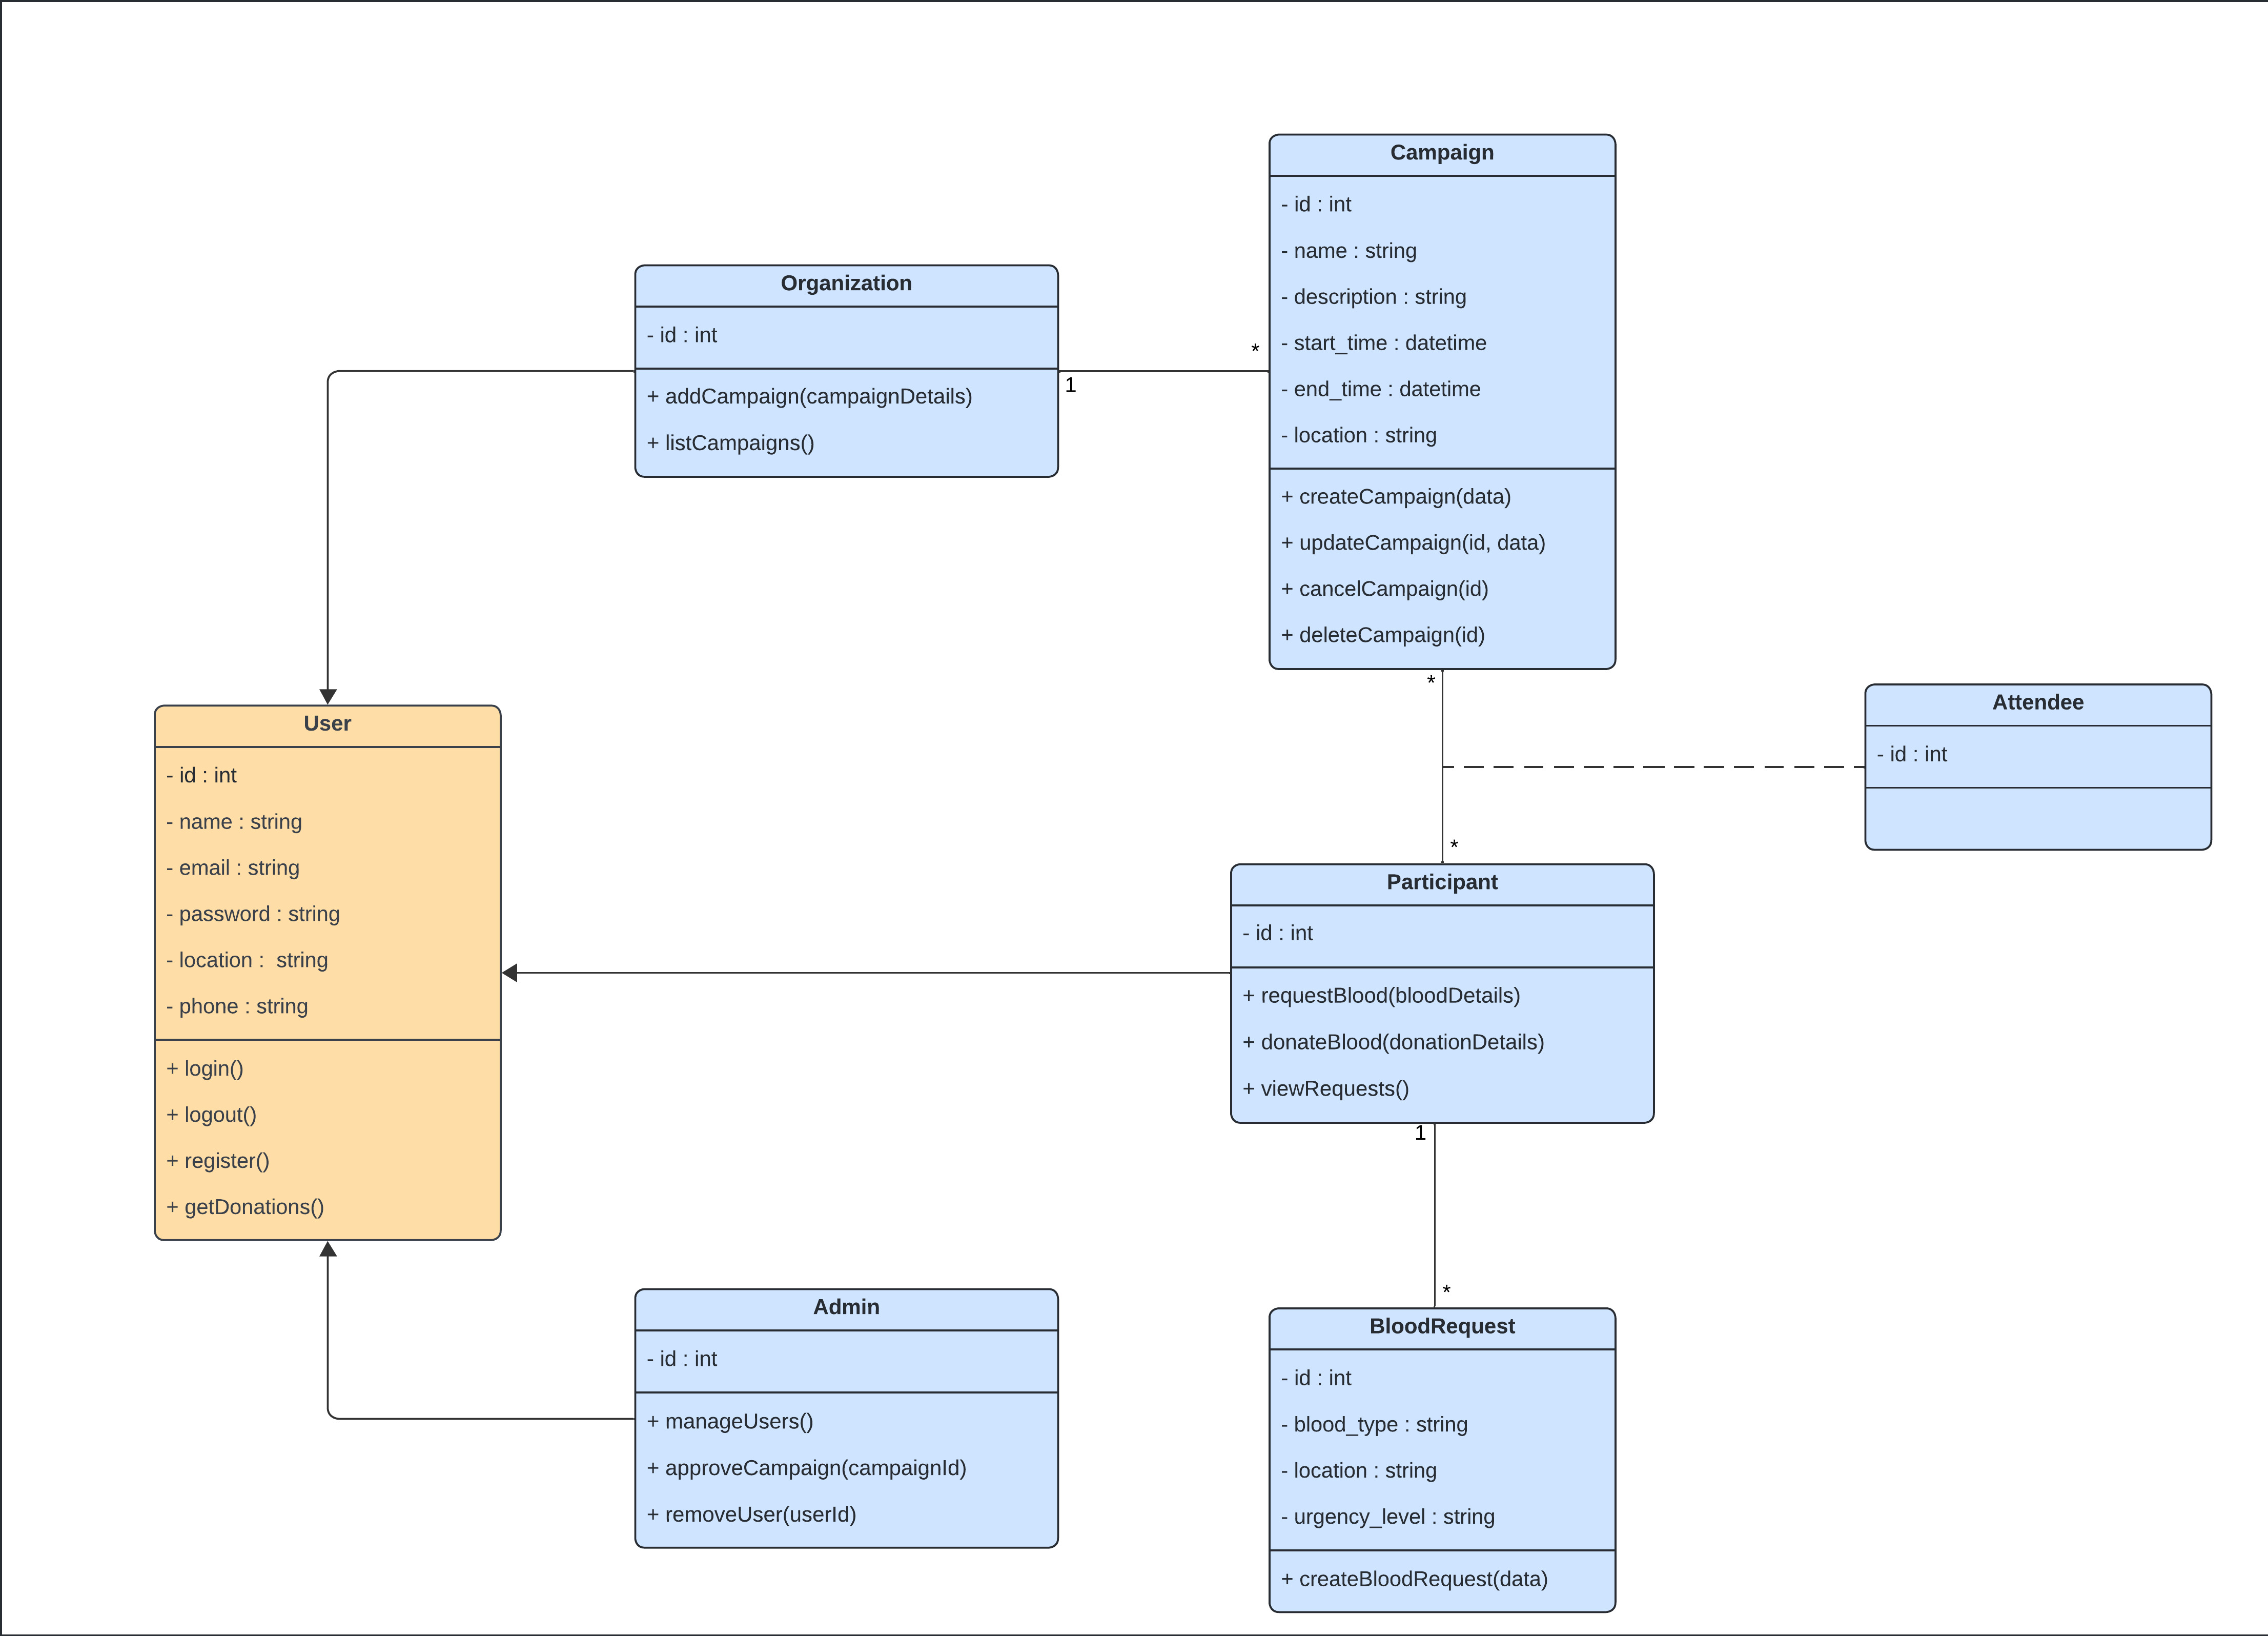 Campaign
- id : int
- name : string
- description : string
- start_time : datetime
- end_time : datetime
- location : string
+ createCampaign(data)
+ updateCampaign(id, data)
+ cancelCampaign(id)
+ deleteCampaign(id)
Organization
- id : int
+ addCampaign(campaignDetails)
+ listCampaigns()
*
1
*
*
Attendee
- id : int
User
- id : int
- name : string
- email : string
- password : string
- location :  string
- phone : string
+ login()
+ logout()
+ register()
+ getDonations()
Participant
- id : int
+ requestBlood(bloodDetails)
+ donateBlood(donationDetails)
+ viewRequests()
1
*
Admin
- id : int
+ manageUsers()
+ approveCampaign(campaignId)
+ removeUser(userId)
BloodRequest
- id : int
- blood_type : string
- location : string
- urgency_level : string
+ createBloodRequest(data)